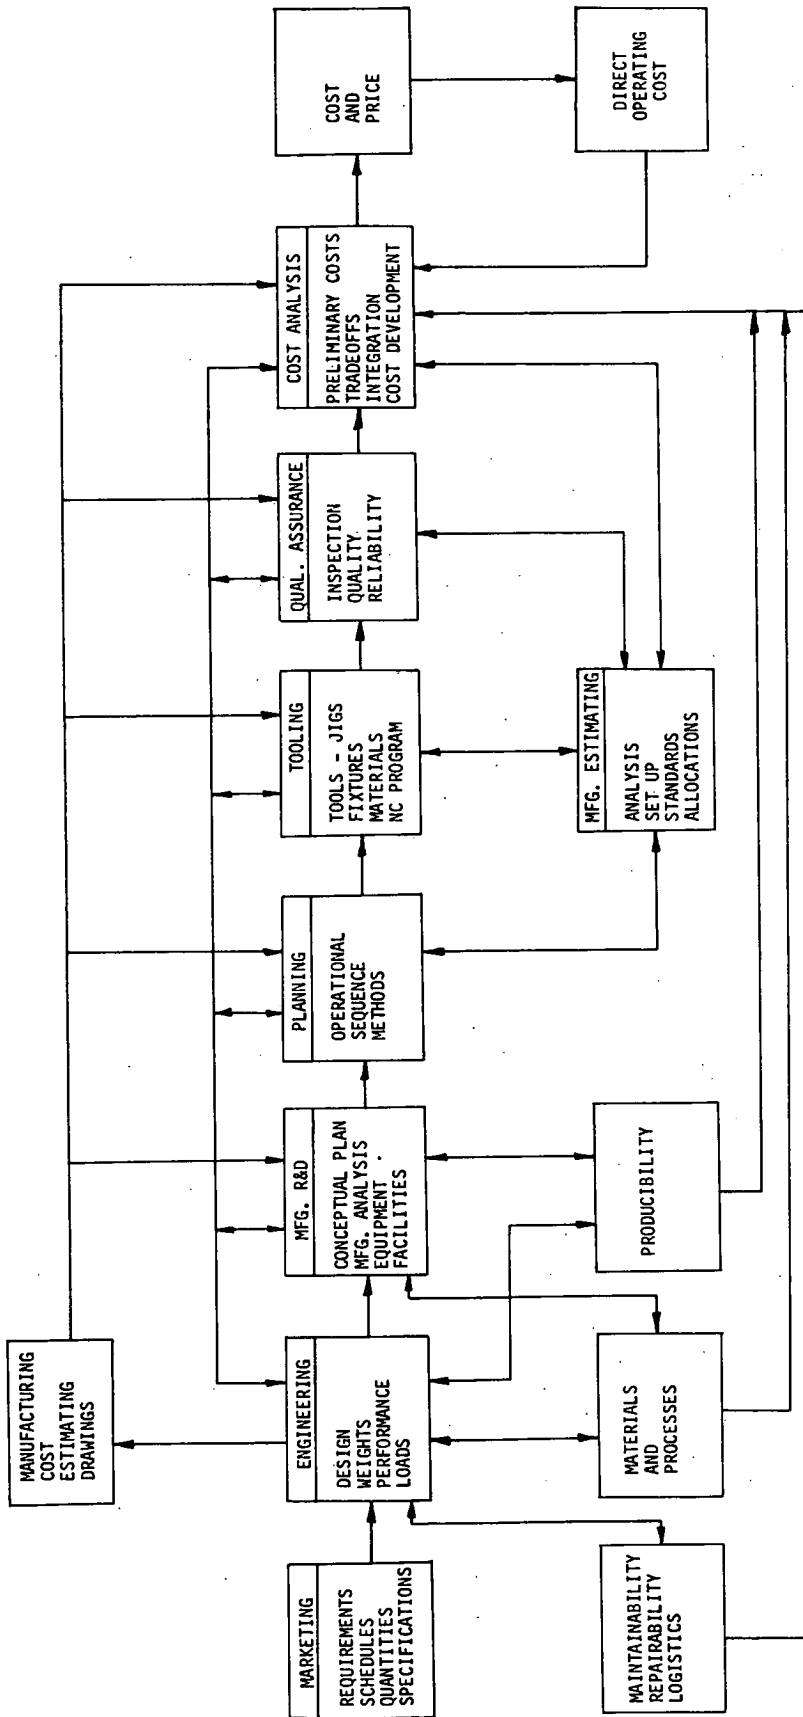 MANUFACTURING
COST
ESTIMATING
DRAWINGS
MARKETING
REQUIREMENTS
SCHEDULES
QUANTITIES
SPECIFICATIONS
ENGINEERING
DESIGN
WEIGHTS
PERFORMANCE
LOADS
MFG. R&D
CONCEPTUAL PLAN
MFG. ANALYSIS
EQUIPMENT
FACILITIES
PLANNING
OPERATIONAL
SEQUENCE
METHODS
TOOLING
TOOLS - JIGS
FIXTURES
MATERIALS
NC PROGRAM
QUAL. ASSURANCE
INSPECTION
QUALITY
RELIABILITY
COST ANALYSIS
PRELIMINARY COSTS
TRADEOFFS
INTEGRATION
COST DEVELOPMENT
COST
AND
PRICE
MAINTAINABILITY
REPAIRABILITY
LOGISTICS
MATERIALS
AND
PROCESSES
PRODUCIBILITY
MFG. ESTIMATING
ANALYSIS
SET UP
STANDARDS
ALLOCATIONS
DIRECT
OPERATING
COST